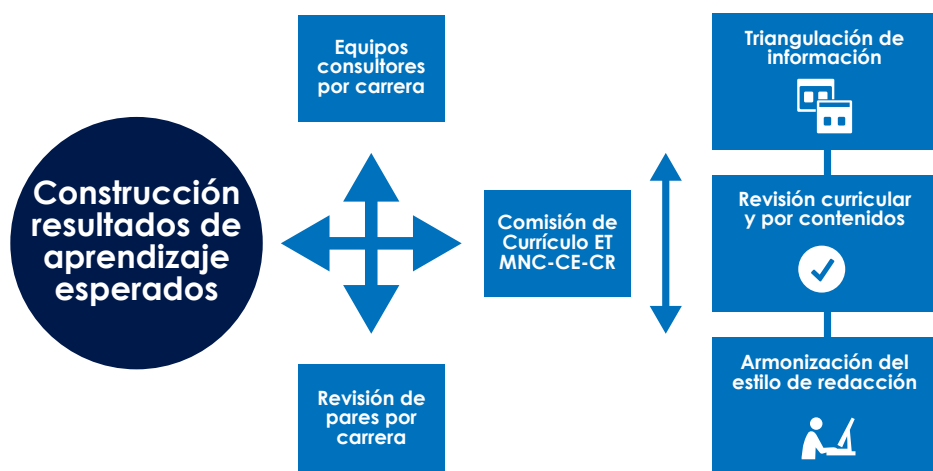 Construcción
resultados de
aprendizaje
esperados
Equipos
consultores
por carrera
Revisión de
pares por
carrera
Comisión de
Currículo ET
MNC-CE-CR
Triangulación de
información
Revisión curricular
y por contenidos
Armonización del
estilo de redacción